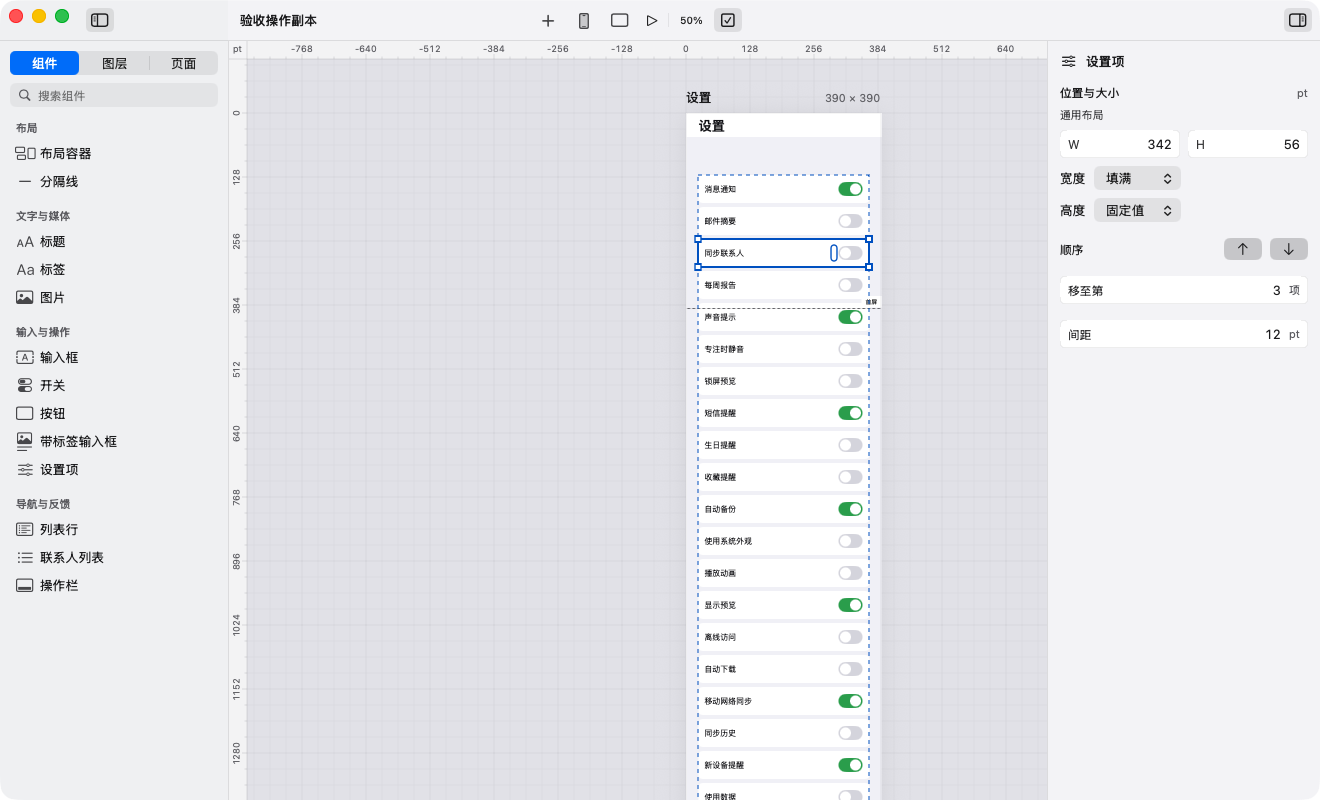 验收操作副本
50%
组件
图层
页面
搜索组件
布局
布局容器
分隔线
文字与媒体
标题
标签
图片
输入与操作
输入框
开关
按钮
带标签输入框
设置项
导航与反馈
列表行
联系人列表
操作栏
pt
-768
-640
-512
-384
-256
-128
0
128
256
384
512
640
0
128
256
384
512
640
768
896
1024
1152
1280
设置
390 × 390
设置
消息通知
邮件摘要
同步联系人
每周报告
首屏
声音提示
专注时静音
锁屏预览
短信提醒
生日提醒
收藏提醒
自动备份
使用系统外观
播放动画
显示预览
离线访问
自动下载
移动网络同步
同步历史
新设备提醒
使用数据
设置项
位置与大小
pt
通用布局
W 342
H 56
宽度 填满
高度 固定值
顺序
移至第 3 项
间距 12 pt